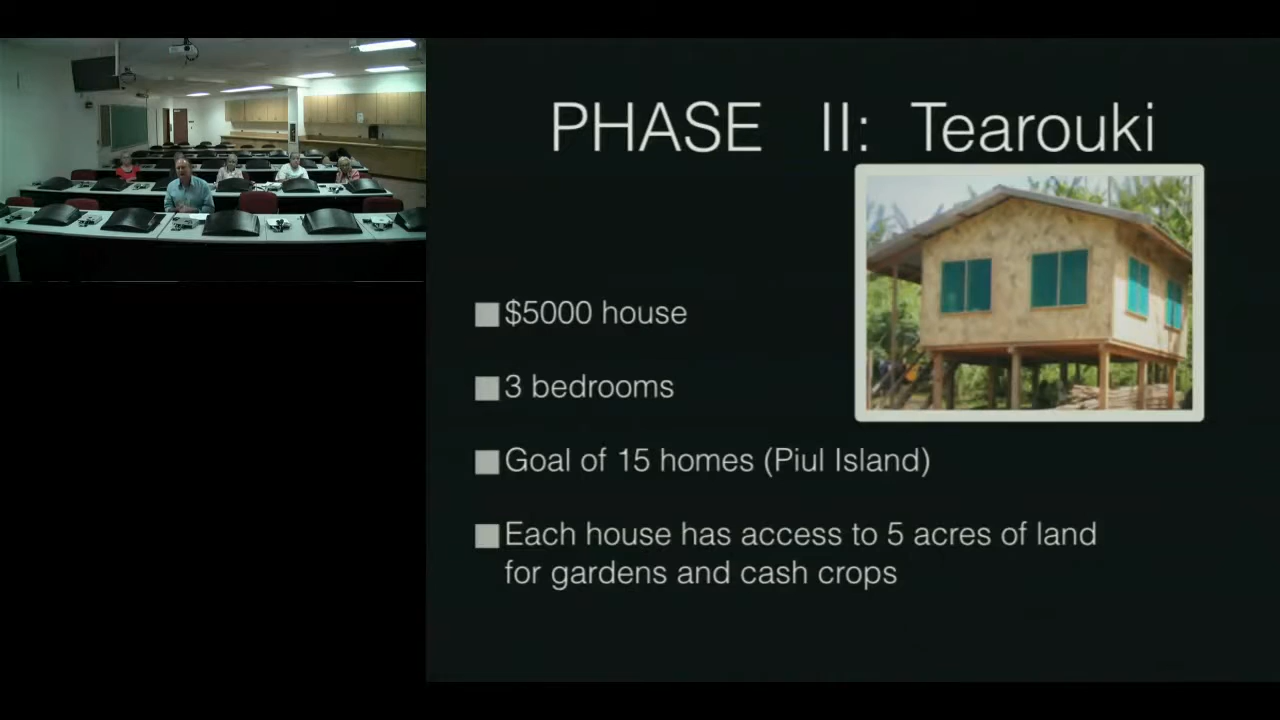 PHASE II: Tearouki
$5000 house
3 bedrooms
Goal of 15 homes (Piul Island)
Each house has access to 5 acres of land
for gardens and cash crops